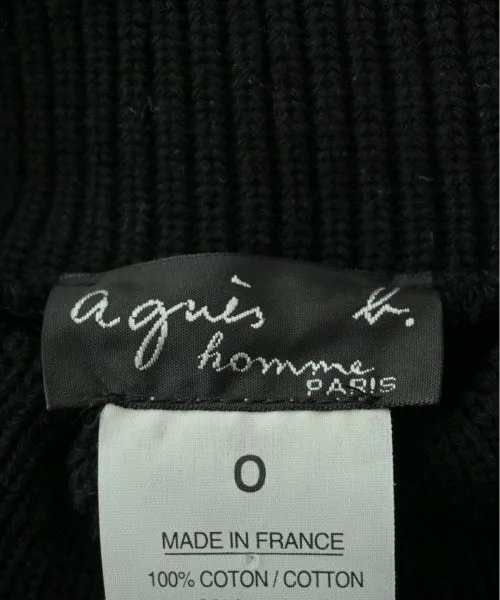 agnès b.
homme
PARIS
0
MADE IN FRANCE
100% COTON / COTTON